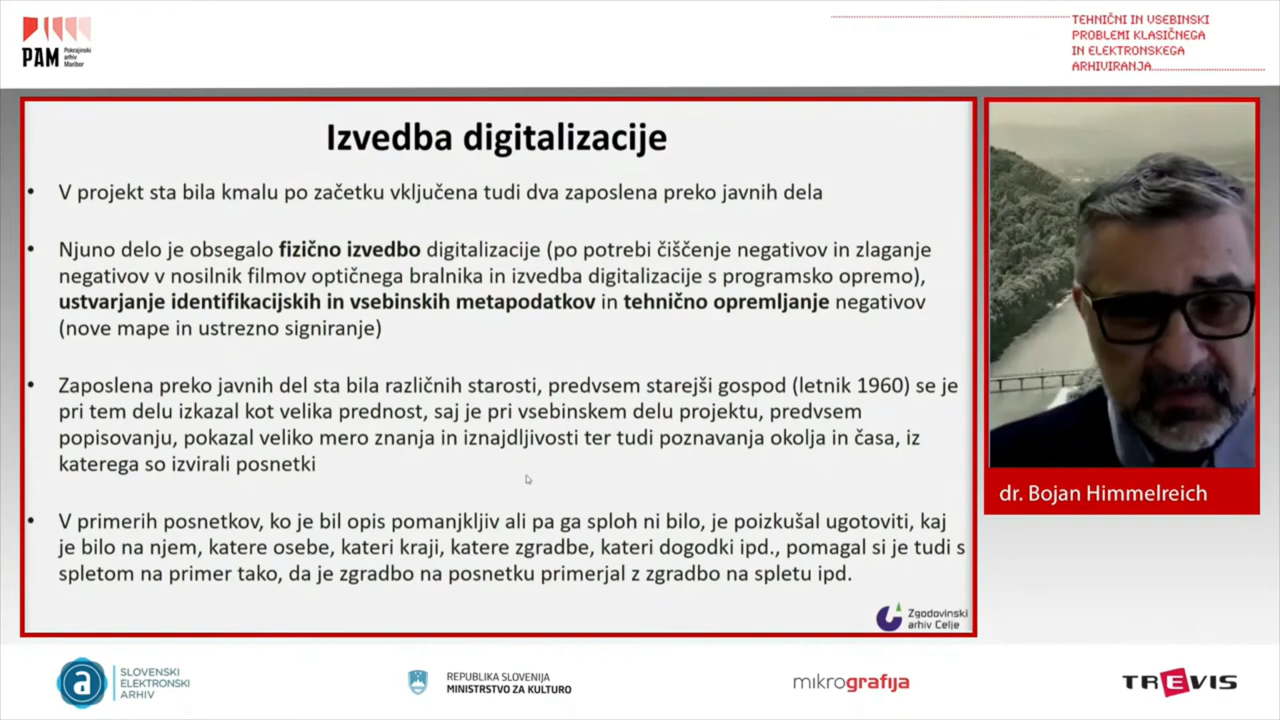 PAM
Pokrajinski
arhiv
Maribor
TEHNIČNI IN VSEBINSKI
PROBLEMI KLASIČNEGA
IN ELEKTRONSKEGA
ARHIVIRANJA
Izvedba digitalizacije
• V projekt sta bila kmalu po začetku vključena tudi dva zaposlena preko javnih dela
• Njuno delo je obsegalo fizično izvedbo digitalizacije (po potrebi čiščenje negativov in zlaganje
negativov v nosilnik filmov optičnega bralnika in izvedba digitalizacije s programsko opremo),
ustvarjanje identifikacijskih in vsebinskih metapodatkov in tehnično opremljanje negativov
(nove mape in ustrezno signiranje)
• Zaposlena preko javnih del sta bila različnih starosti, predvsem starejši gospod (letnik 1960) se je
pri tem delu izkazal kot velika prednost, saj je pri vsebinskem delu projektu, predvsem
popisovanju, pokazal veliko mero znanja in iznajdljivosti ter tudi poznavanja okolja in časa, iz
katerega so izvirali posnetki
• V primerih posnetkov, ko je bil opis pomanjkljiv ali pa ga sploh ni bilo, je poizkušal ugotoviti, kaj
je bilo na njem, katere osebe, kateri kraji, katere zgradbe, kateri dogodki ipd., pomagal si je tudi s
spletom na primer tako, da je zgradbo na posnetku primerjal z zgradbo na spletu ipd.
Zgodovinski
arhiv Celje
dr. Bojan Himmelreich
a
SLOVENSKI
ELEKTRONSKI
ARHIV
REPUBLIKA SLOVENIJA
MINISTRSTVO ZA KULTURO
mikrografija
TREVIS